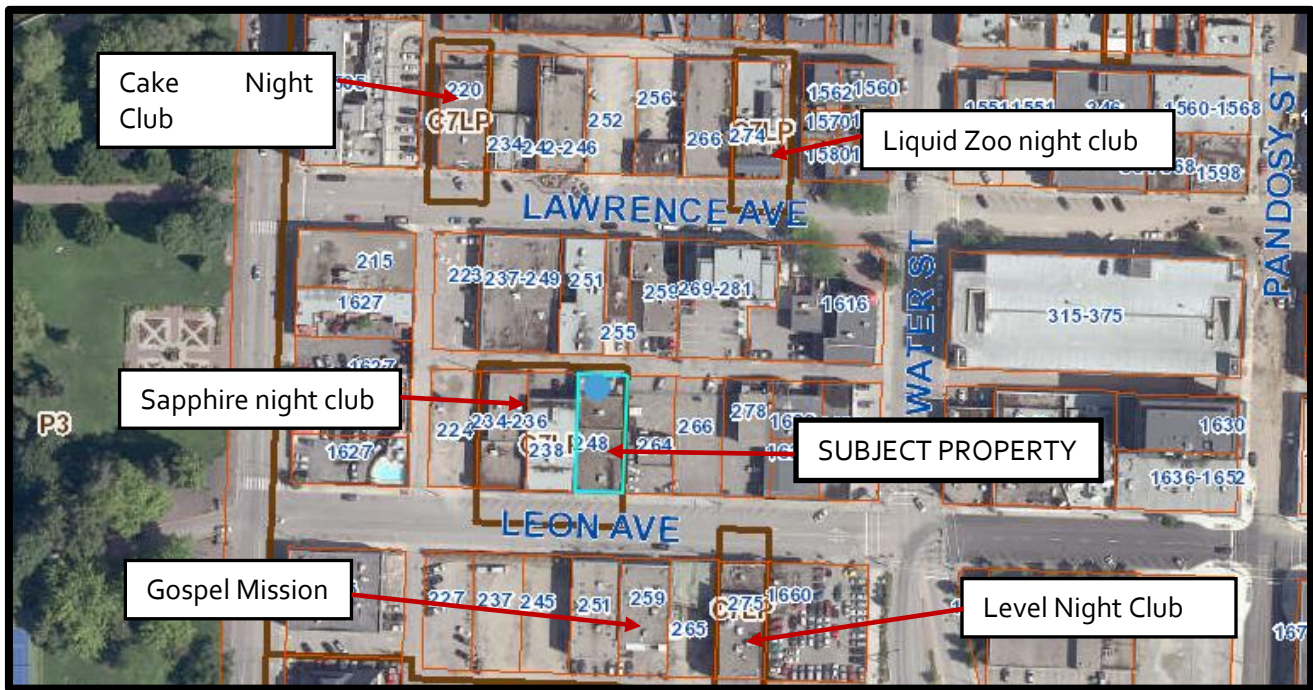 Cake Night
Club
220
C7LP
234
242-246
252
256
266
274
C7LP
1562
1560
1570
1580
Liquid Zoo night club
346
1560-1568
1598
PANDOSY ST
LAWRENCE AVE
WATER ST
215
1627
223
237-249
251
255
259
269-281
1616
315-375
P3
1627
Sapphire night club
1627
224
234-236
C7LP
238
248
264
266
278
SUBJECT PROPERTY
1630
1636-1652
LEON AVE
Gospel Mission
227
237
245
251
259
265
275
C7LP
1660
Level Night Club